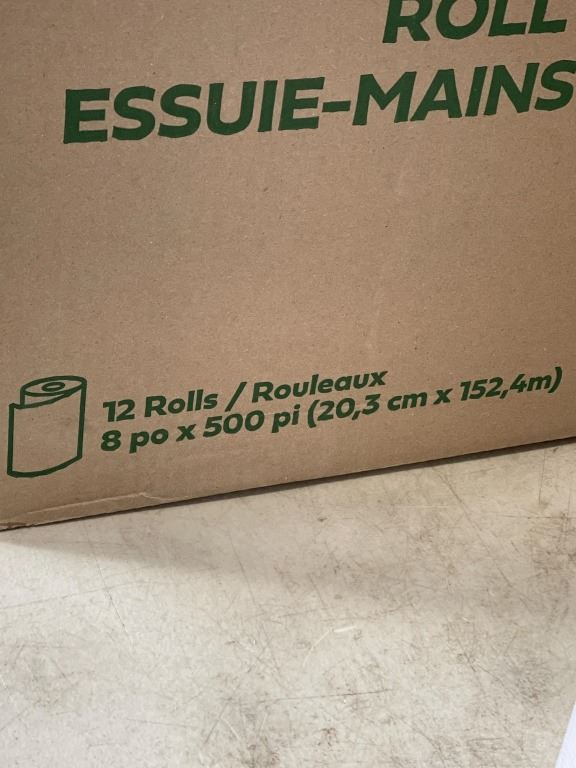 ROLL
ESSUIE-MAINS
12 Rolls / Rouleaux
8 po x 500 pi (20,3 cm x 152,4m)